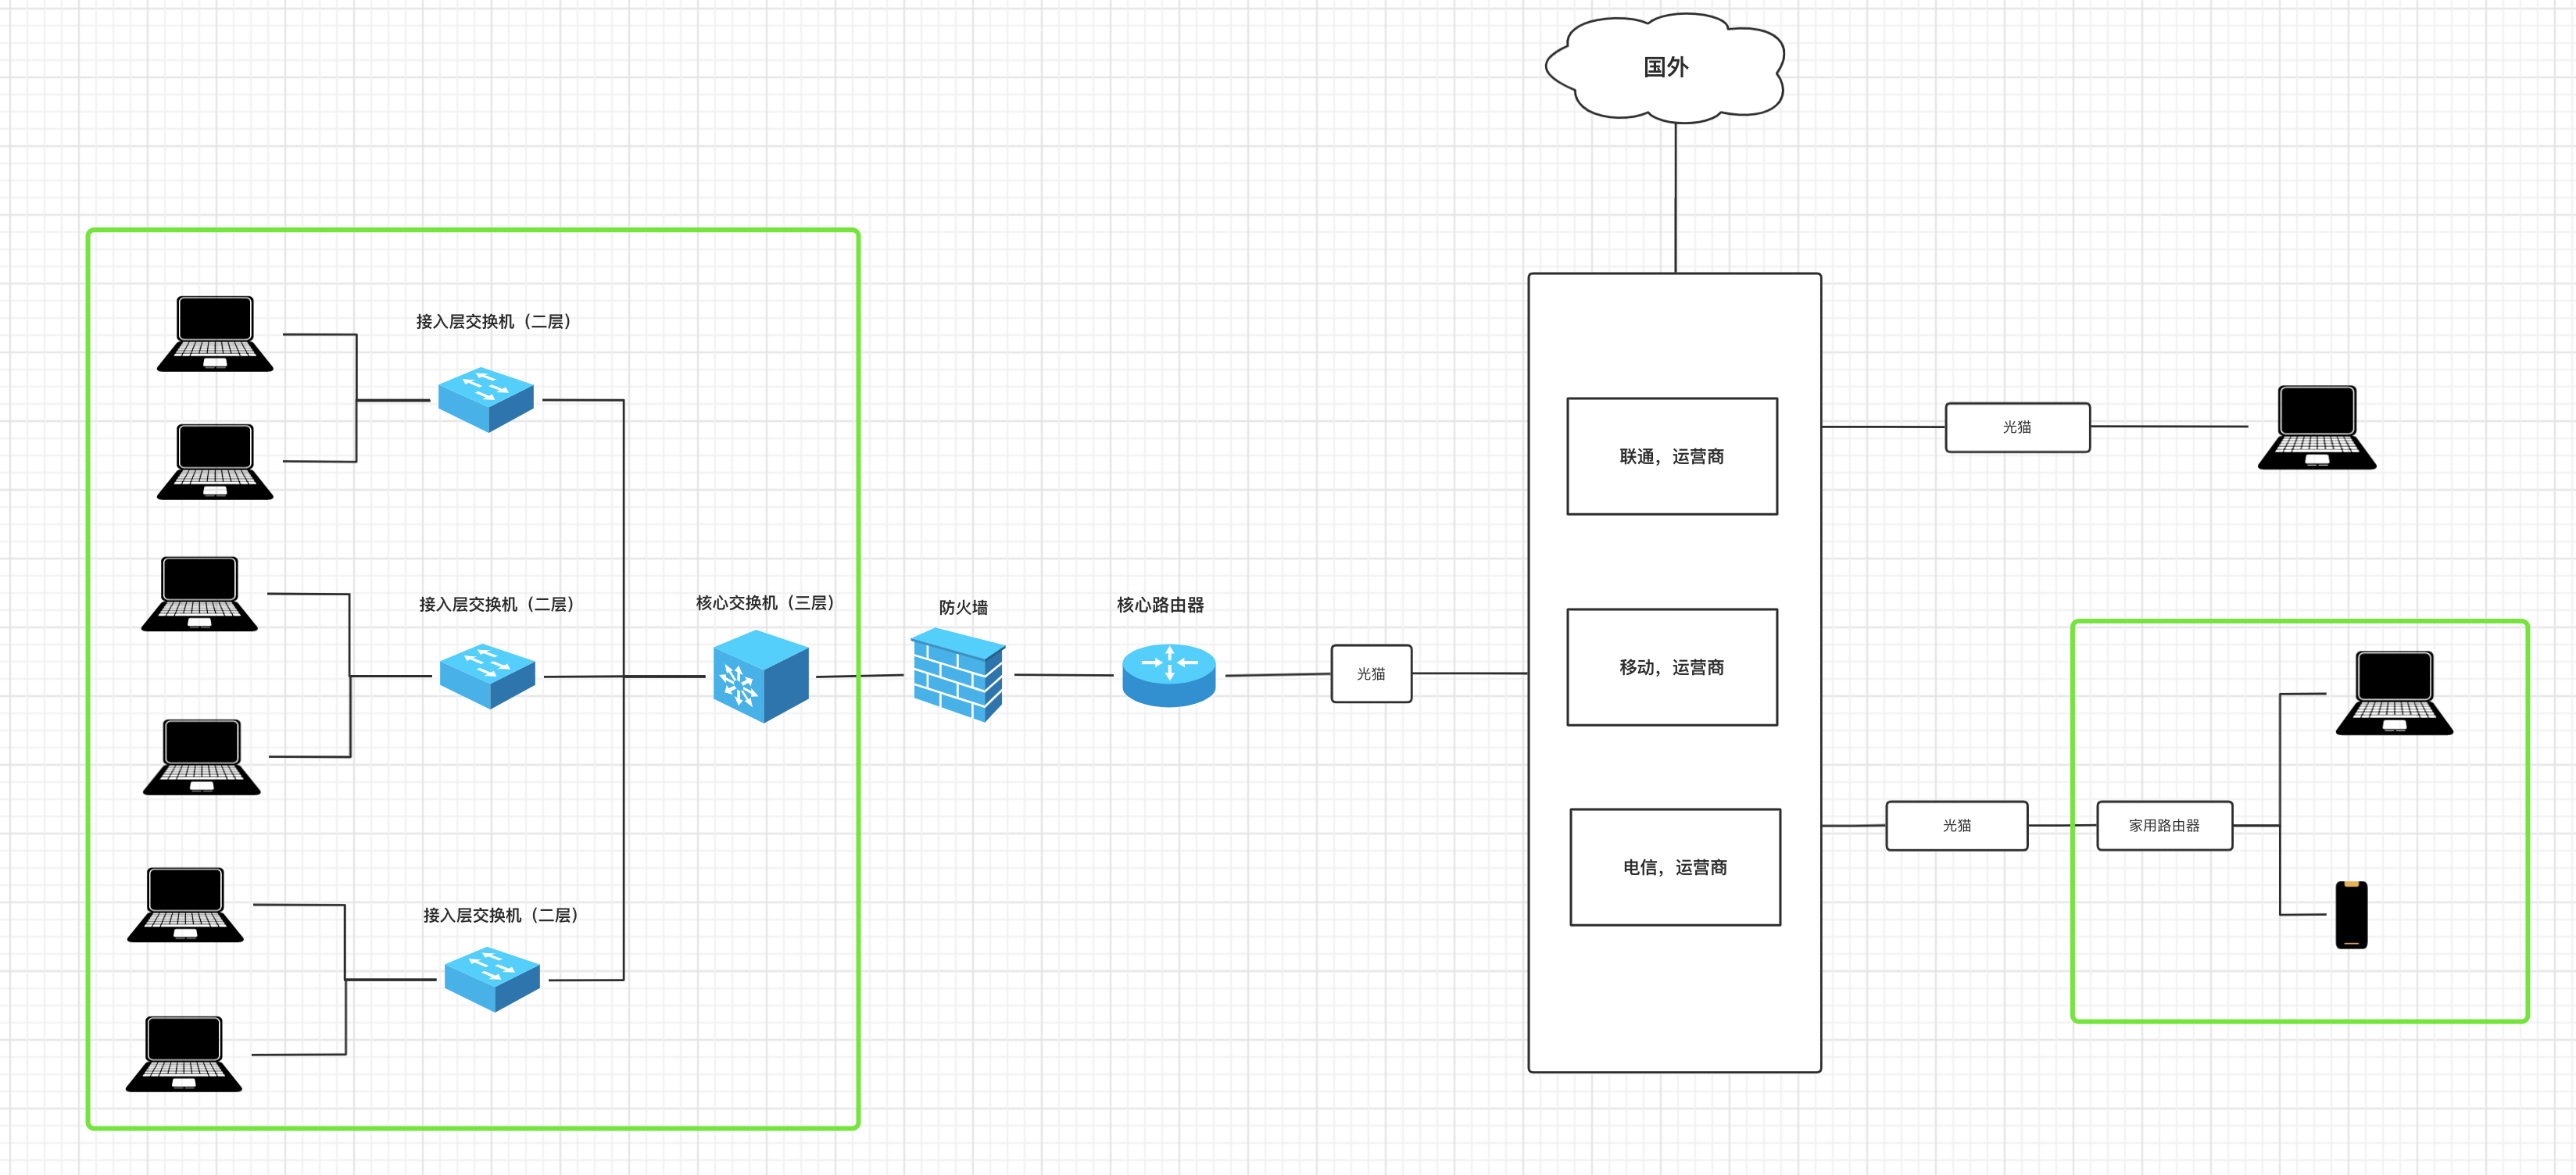 国外
接入层交换机（二层）
接入层交换机（二层）
核心交换机（三层）
防火墙
核心路由器
光猫
接入层交换机（二层）
联通，运营商
移动，运营商
电信，运营商
光猫
光猫
家用路由器